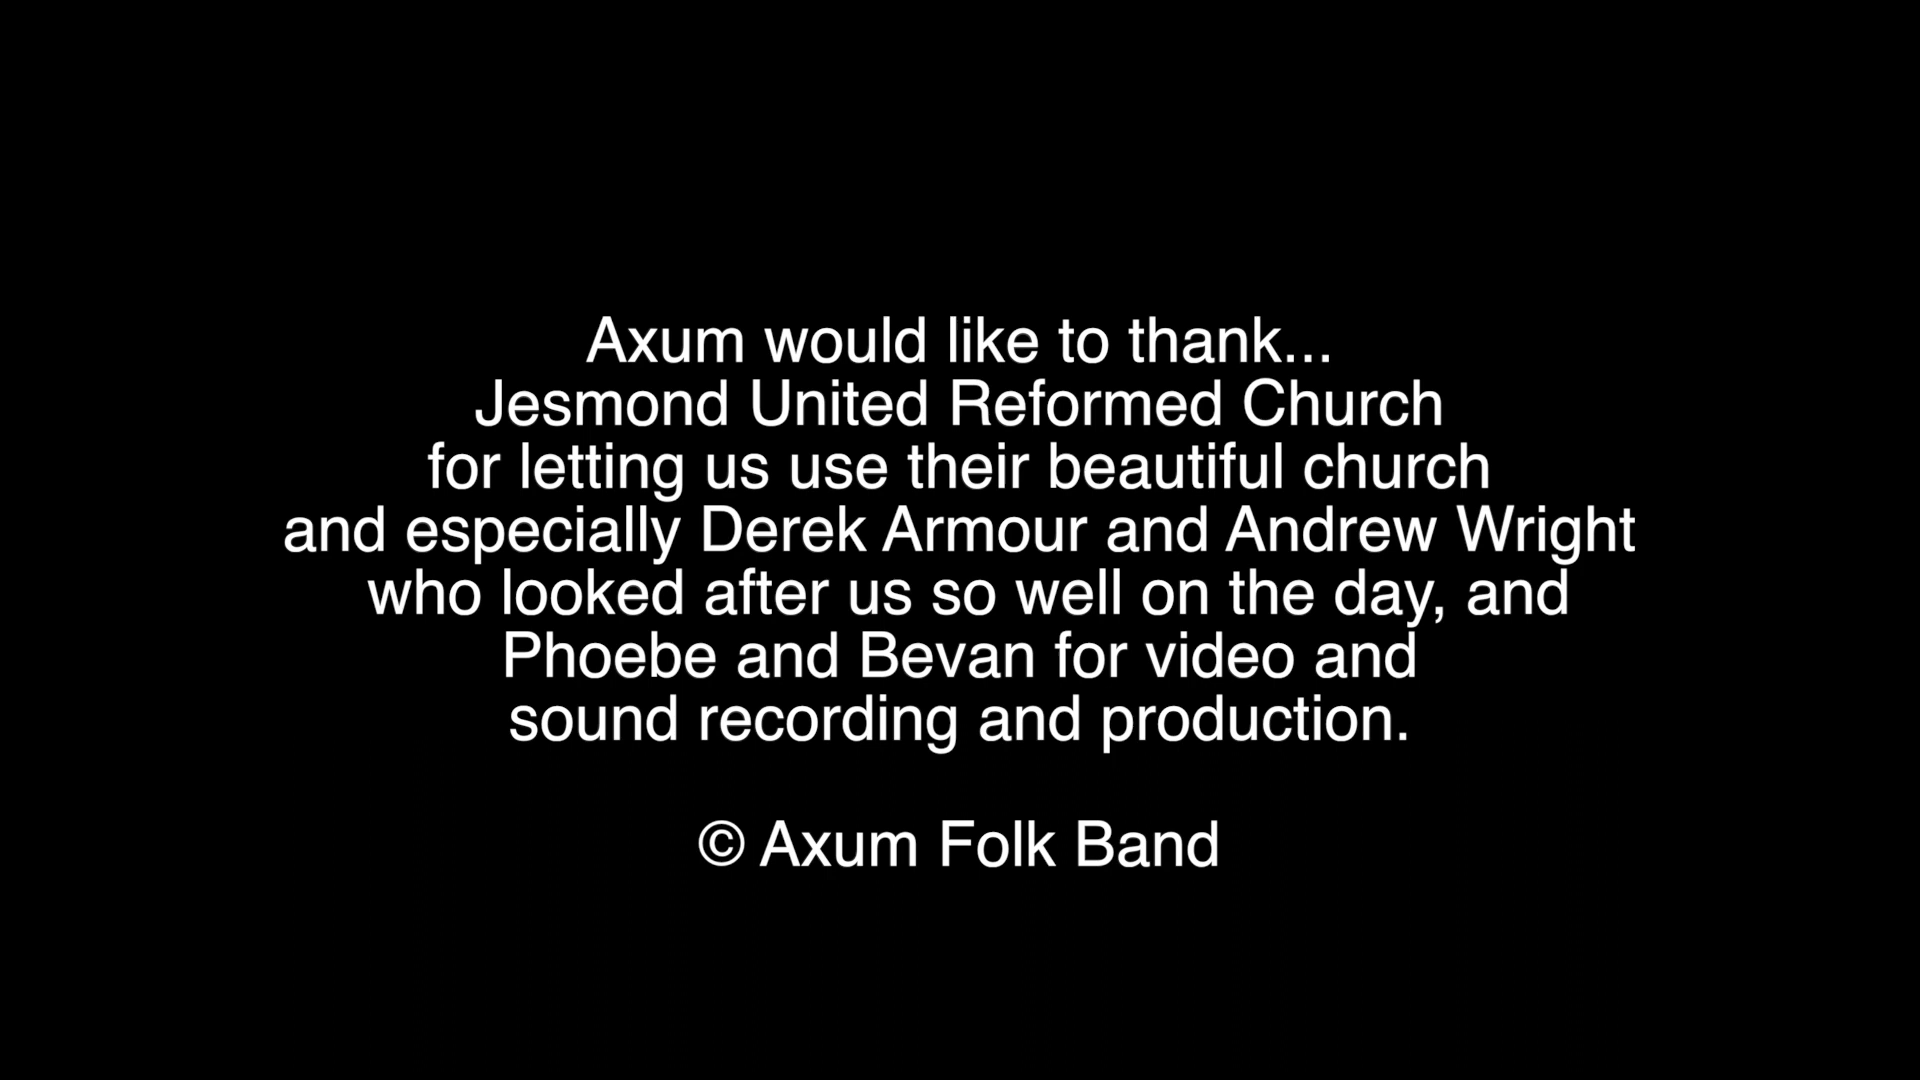 Axum would like to thank...
Jesmond United Reformed Church
for letting us use their beautiful church
and especially Derek Armour and Andrew Wright
who looked after us so well on the day, and
Phoebe and Bevan for video and
sound recording and production.
© Axum Folk Band